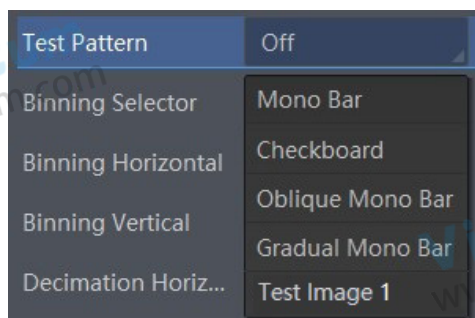 Test Pattern Off
Binning Selector Mono Bar
Binning Horizontal Checkboard
Binning Vertical Oblique Mono Bar
Gradual Mono Bar
Decimation Horiz... Test Image 1